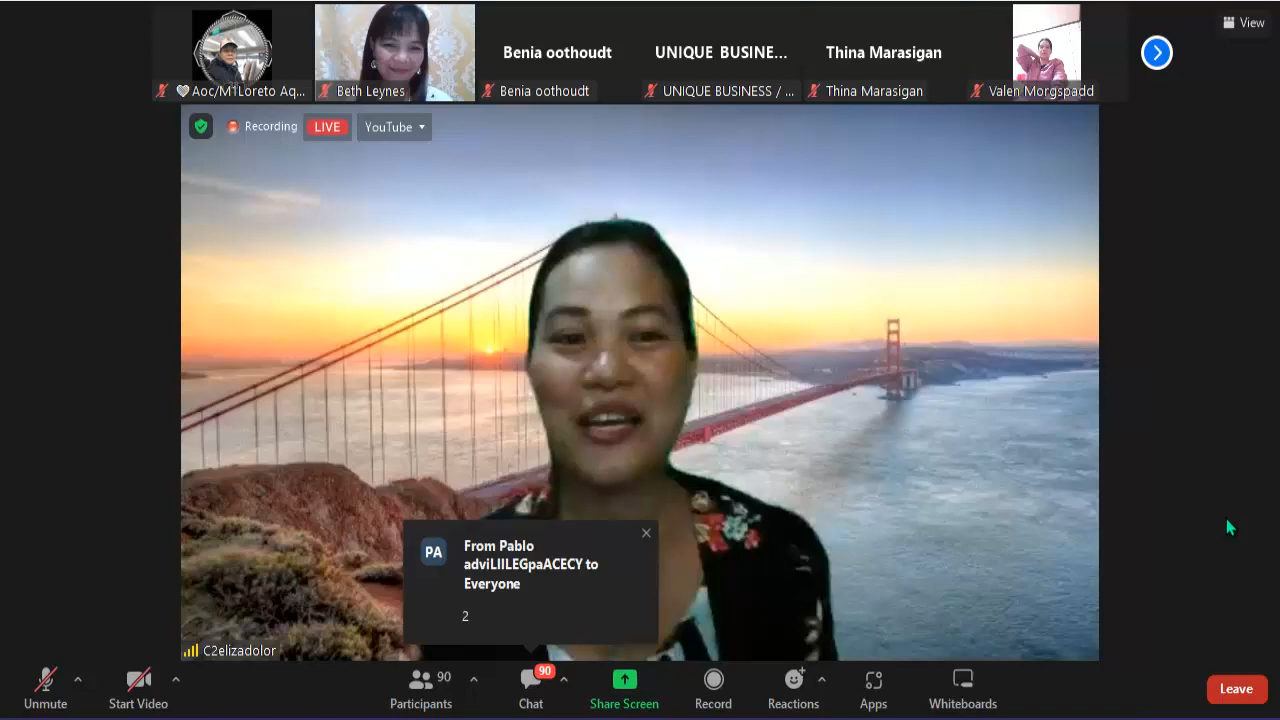 Benia oothoudt
UNIQUE BUSINE...
Thina Marasigan
View
Aoc/M1Loreto Aq...
Beth Leynes
Benia oothoudt
UNIQUE BUSINESS / ...
Thina Marasigan
Valen Morgspadd
Recording
LIVE
YouTube
PA
From Pablo
adviLIILEGpaACECY to
Everyone
2
C2elizadolor
Unmute
Start Video
90
Participants
90
Chat
Share Screen
Record
Reactions
Apps
Whiteboards
Leave